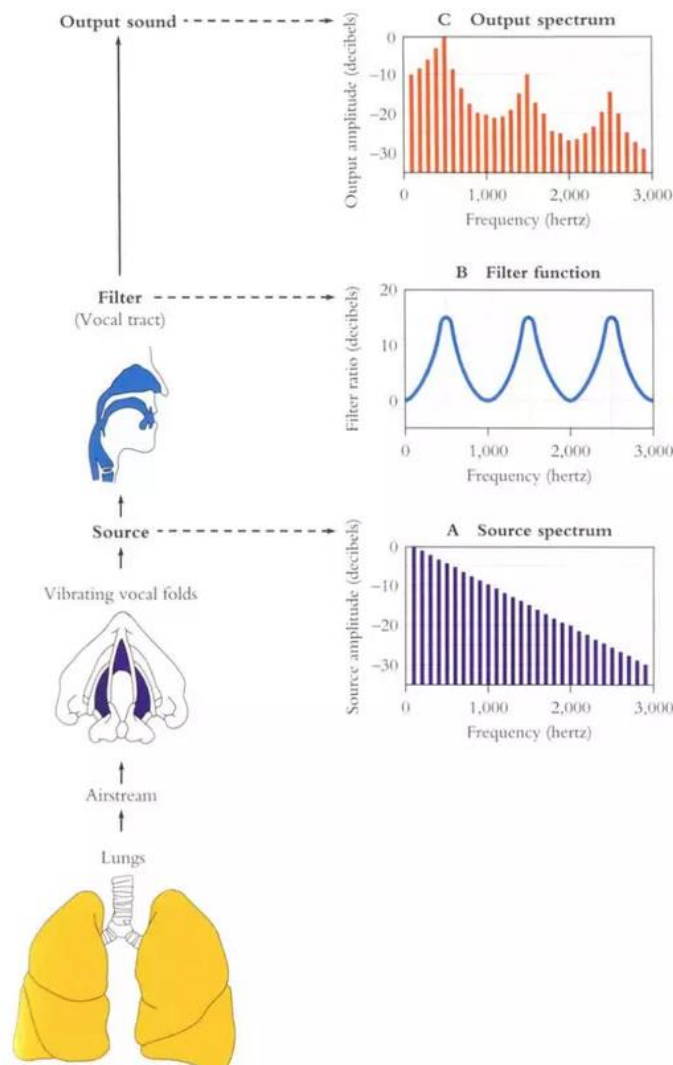 Output sound
C Output spectrum
Output amplitude (decibels)
0
−10
−20
−30
0 1,000 2,000 3,000
Frequency (hertz)
Filter
(Vocal tract)
B Filter function
Filter ratio (decibels)
20
10
0
0 1,000 2,000 3,000
Frequency (hertz)
Source
A Source spectrum
Source amplitude (decibels)
0
−10
−20
−30
0 1,000 2,000 3,000
Frequency (hertz)
Vibrating vocal folds
Airstream
Lungs